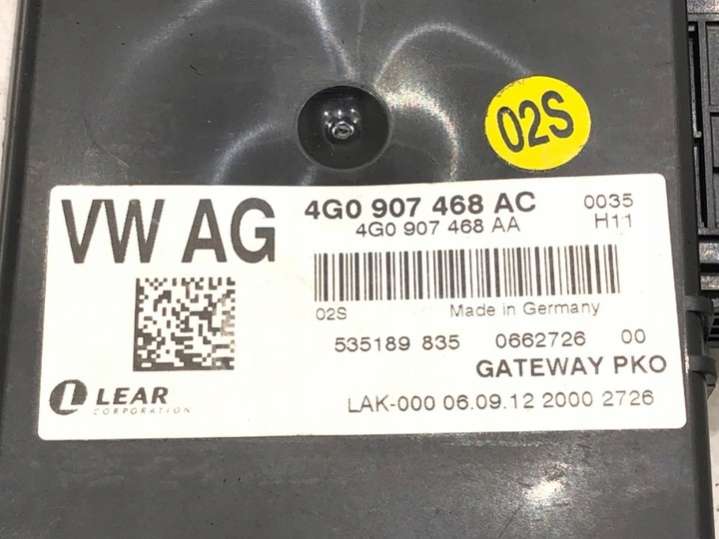 02S
VW AG
4G0 907 468 AC 0035
4G0 907 468 AA H11
02S Made in Germany
535189 835 0662726 00
GATEWAY PKO
LEAR
CORPORATION
LAK-000 06.09.12 2000 2726